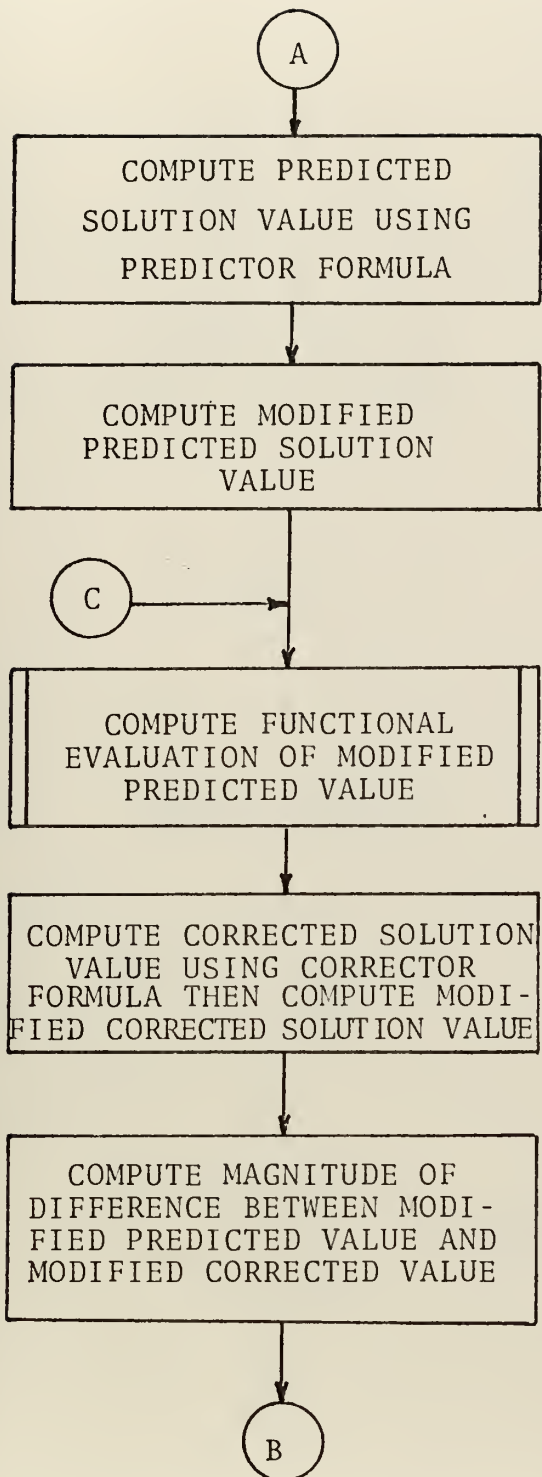 A
COMPUTE PREDICTED
SOLUTION VALUE USING
PREDICTOR FORMULA
COMPUTE MODIFIED
PREDICTED SOLUTION
VALUE
C
COMPUTE FUNCTIONAL
EVALUATION OF MODIFIED
PREDICTED VALUE
COMPUTE CORRECTED SOLUTION
VALUE USING CORRECTOR
FORMULA THEN COMPUTE MODI-
FIED CORRECTED SOLUTION VALUE
COMPUTE MAGNITUDE OF
DIFFERENCE BETWEEN MODI-
FIED PREDICTED VALUE AND
MODIFIED CORRECTED VALUE
B